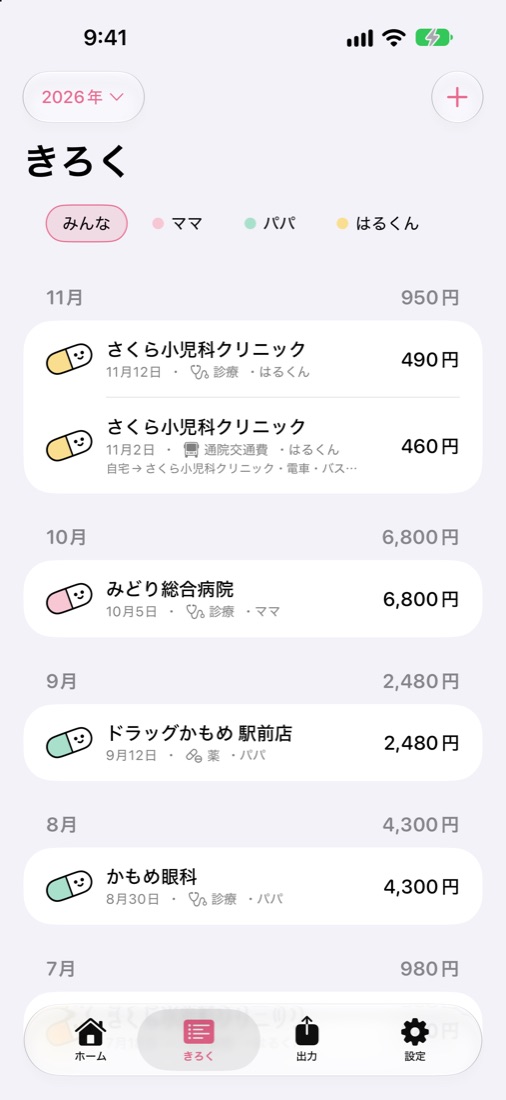 9:41
2026年
きろく
みんな ママ パパ はるくん
11月 950円
さくら小児科クリニック 490円
11月12日 ・ 診療 ・はるくん
さくら小児科クリニック 460円
11月2日 ・ 通院交通費 ・はるくん
自宅→さくら小児科クリニック・電車・バス…
10月 6,800円
みどり総合病院 6,800円
10月5日 ・ 診療 ・ママ
9月 2,480円
ドラッグかもめ 駅前店 2,480円
9月12日 ・ 薬 ・パパ
8月 4,300円
かもめ眼科 4,300円
8月30日 ・ 診療 ・パパ
7月 980円
ホーム きろく 出力 設定